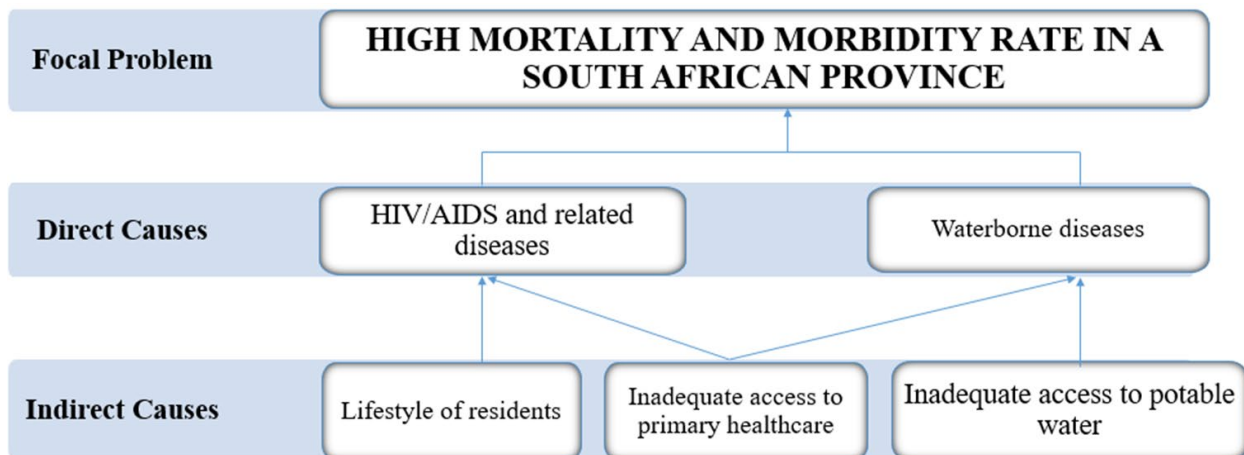 Focal Problem
HIGH MORTALITY AND MORBIDITY RATE IN A
SOUTH AFRICAN PROVINCE
Direct Causes
HIV/AIDS and related
diseases
Waterborne diseases
Indirect Causes
Lifestyle of residents
Inadequate access to
primary healthcare
Inadequate access to potable
water